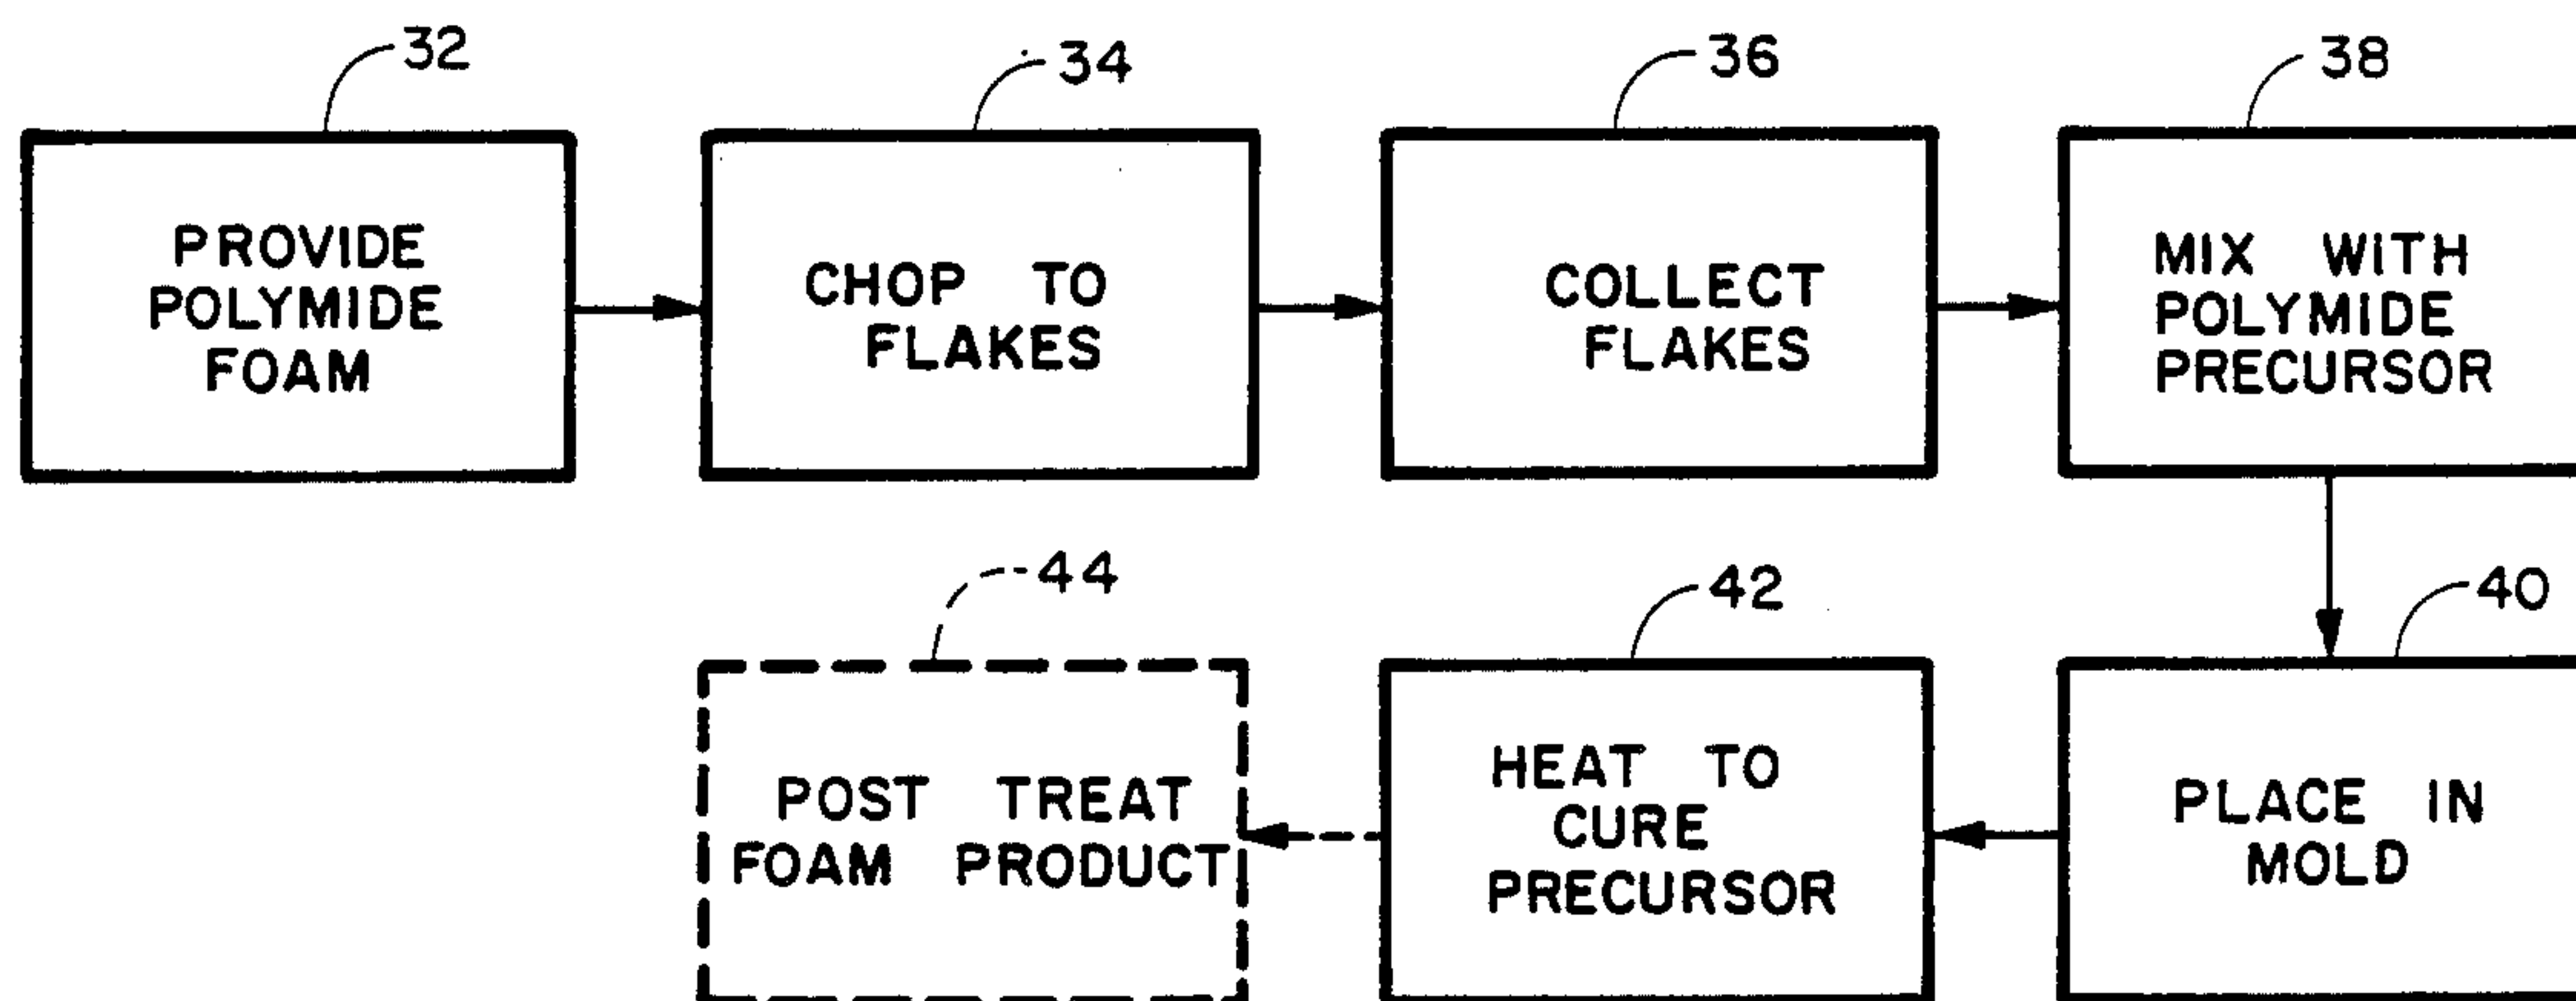 32
PROVIDE
POLYMIDE
FOAM
34
CHOP TO
FLAKES
36
COLLECT
FLAKES
38
MIX WITH
POLYMIDE
PRECURSOR
40
PLACE IN
MOLD
42
HEAT TO
CURE
PRECURSOR
44
POST TREAT
FOAM PRODUCT